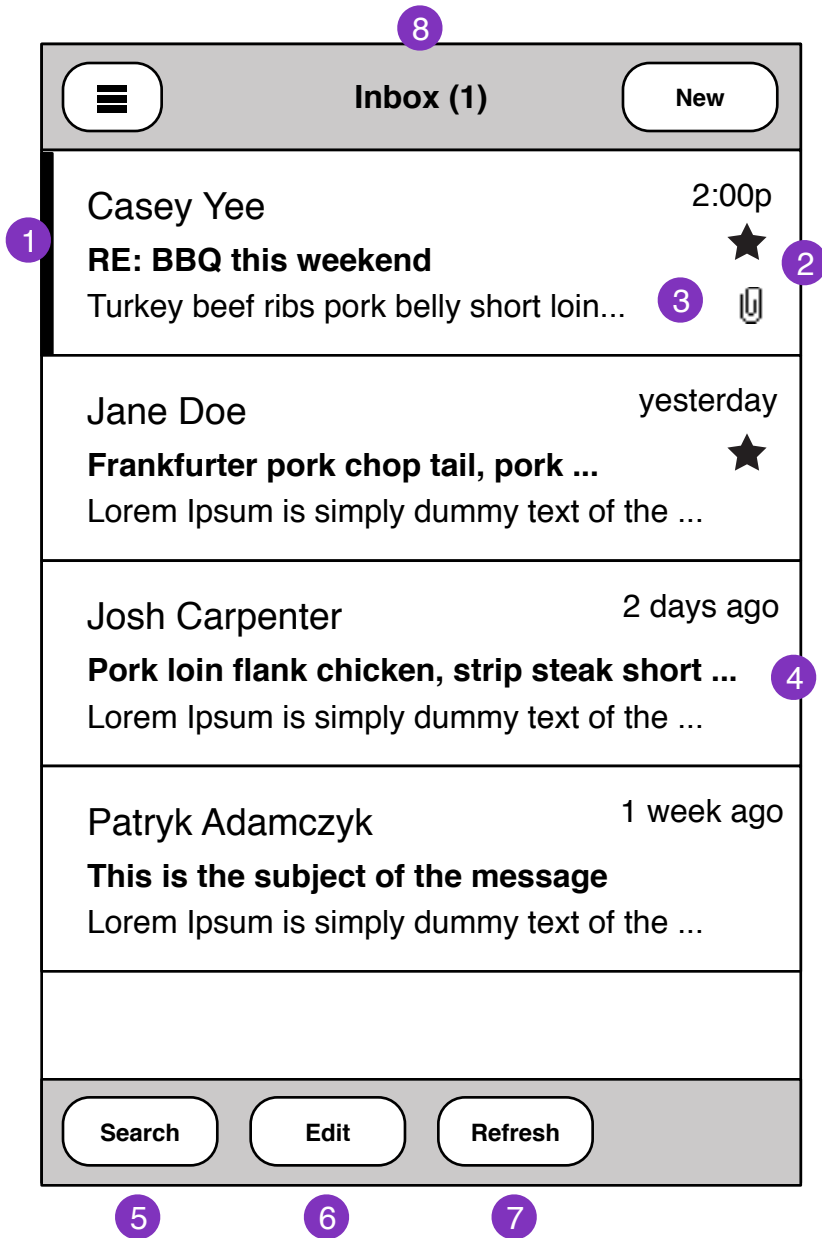 8
Inbox (1) New
Casey Yee 2:00p
1
RE: BBQ this weekend
2
Turkey beef ribs pork belly short loin... 3
Jane Doe yesterday
Frankfurter pork chop tail, pork ...
Lorem Ipsum is simply dummy text of the ...
Josh Carpenter 2 days ago
Pork loin flank chicken, strip steak short ... 4
Lorem Ipsum is simply dummy text of the ...
Patryk Adamczyk 1 week ago
This is the subject of the message
Lorem Ipsum is simply dummy text of the ...
Search Edit Refresh
5 6 7